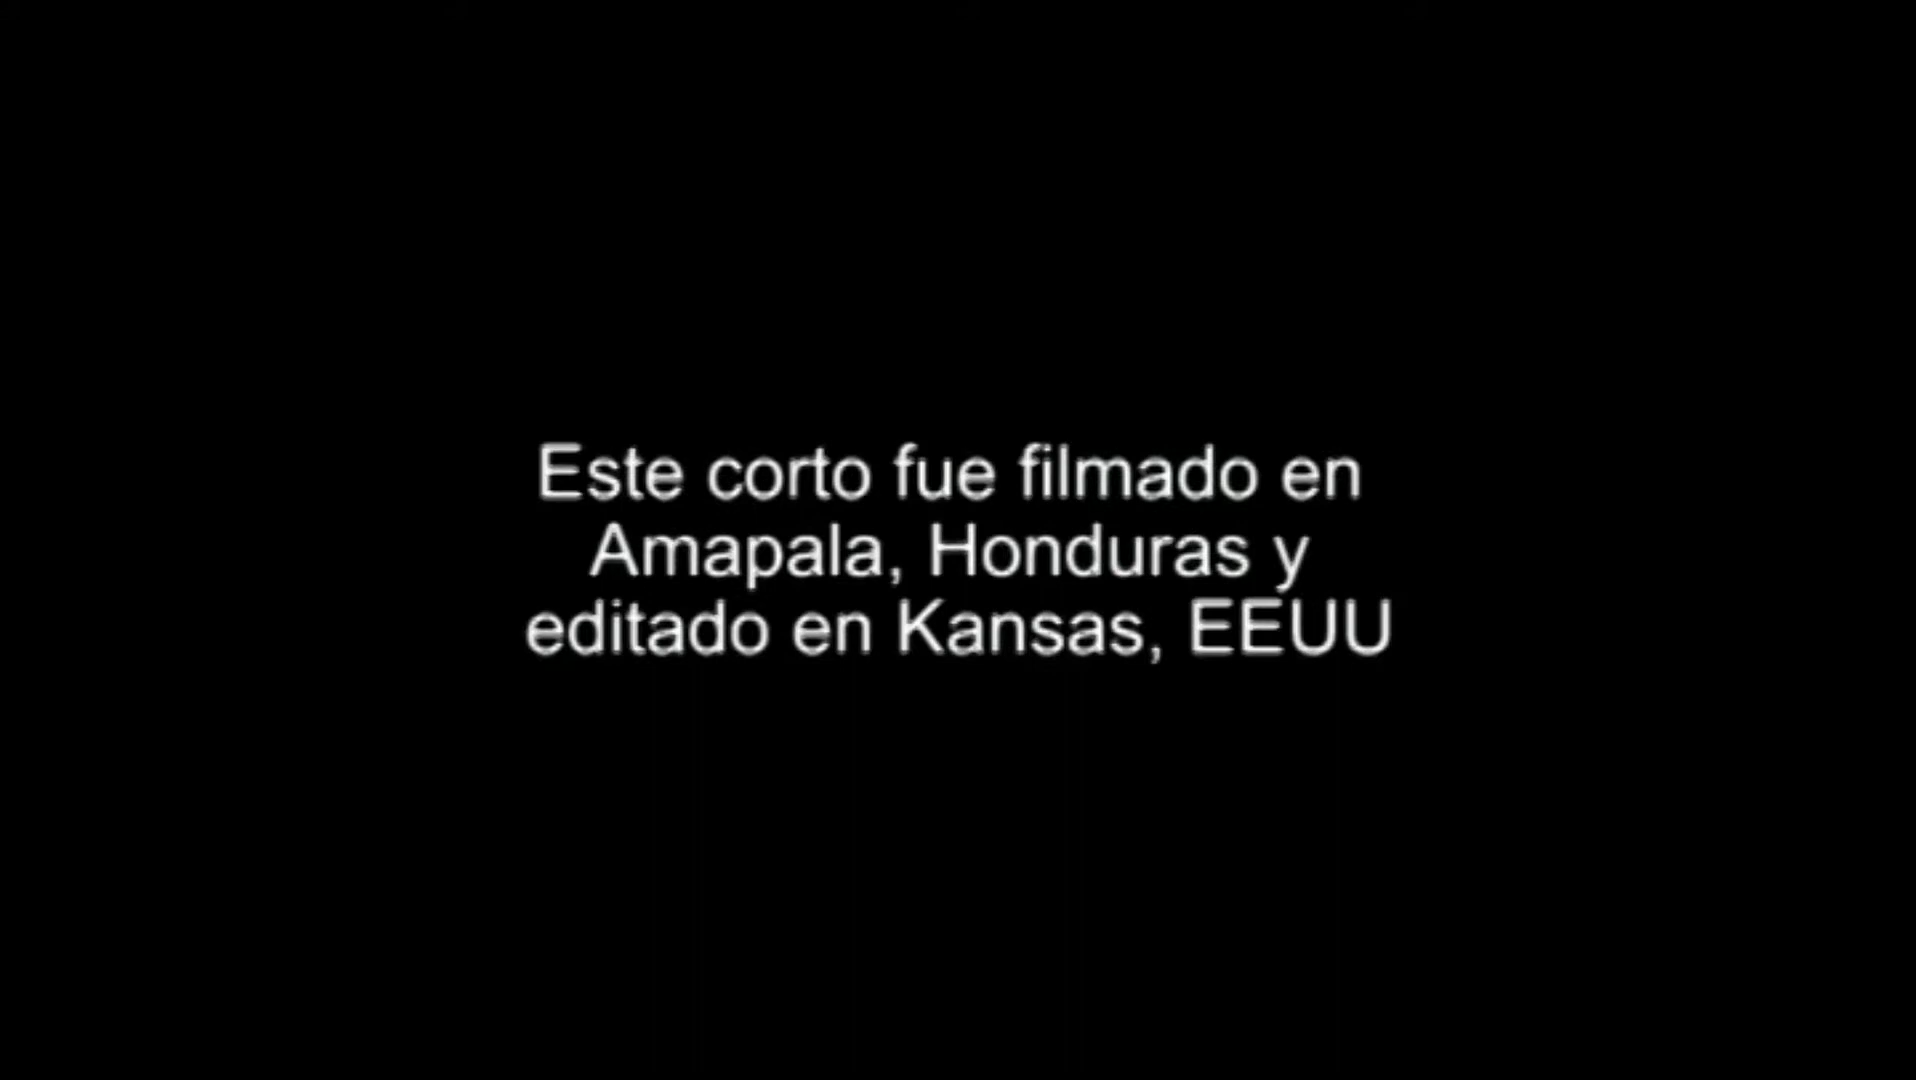 Este corto fue filmado en
Amapala, Honduras y
editado en Kansas, EEUU